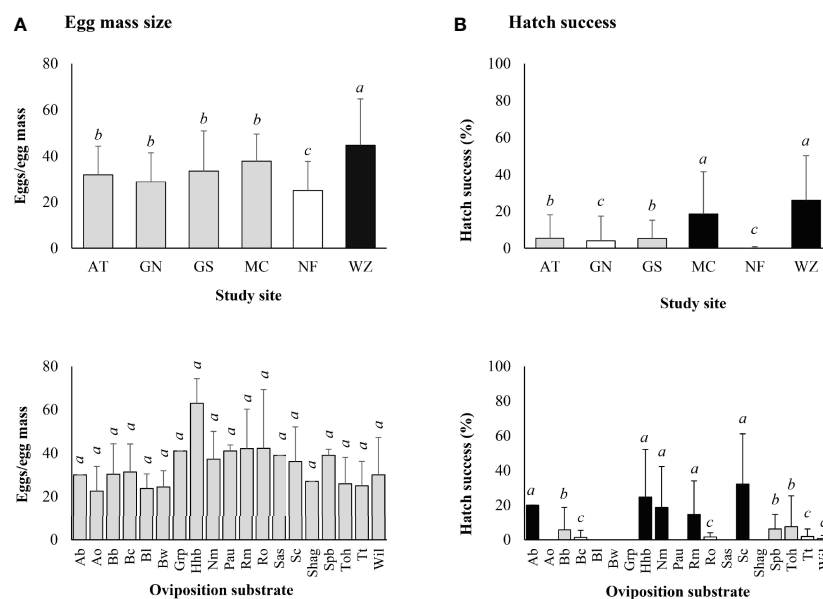 A Egg mass size
80
60
40
20
0
Eggs/egg mass
b b b b c a
AT GN GS MC NF WZ
Study site
B Hatch success
100
80
60
40
20
0
Hatch success (%)
b c b a c a
AT GN GS MC NF WZ
Study site
80
60
40
20
0
Eggs/egg mass
a a a a a a a a a a a a a a a a a a a
Ab Ao Bb Bc Bl Bw Grp Hhb Nm Pau Rm Ro Sas Sc Shag Spb Toh Tt Wil
Oviposition substrate
100
80
60
40
20
0
Hatch success (%)
a b c a a a c a b b c c
Ab Ao Bb Bc Bl Bw Grp Hhb Nm Pau Rm Ro Sas Sc Shag Spb Toh Tt Wil
Oviposition substrate